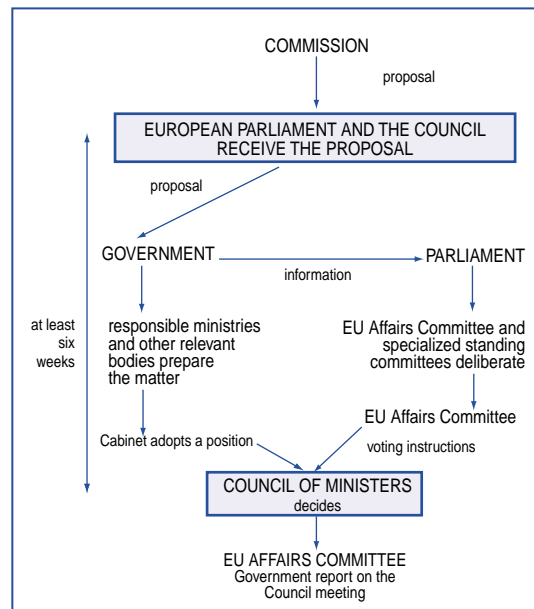 COMMISSION
proposal
EUROPEAN PARLIAMENT AND THE COUNCIL
RECEIVE THE PROPOSAL
proposal
GOVERNMENT
information
PARLIAMENT
at least
six
weeks
responsible ministries
and other relevant
bodies prepare
the matter
EU Affairs Committee and
specialized standing
committees deliberate
EU Affairs Committee
Cabinet adopts a position
voting instructions
COUNCIL OF MINISTERS
decides
EU AFFAIRS COMMITTEE
Government report on the
Council meeting